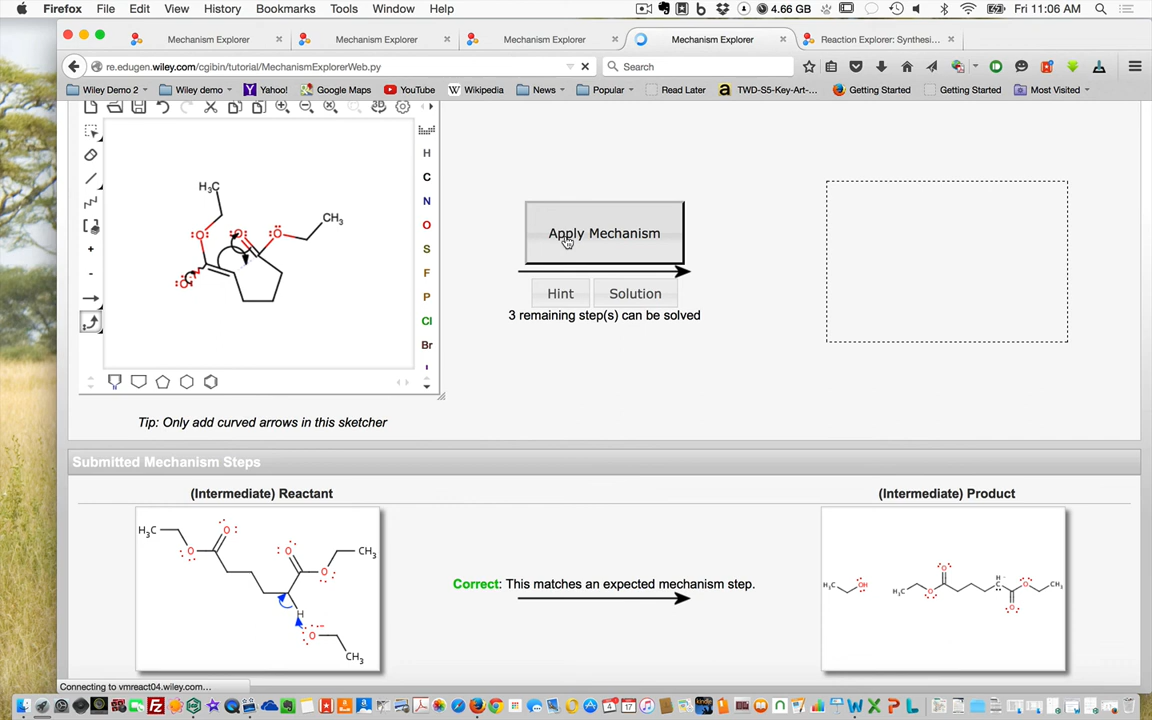 Firefox File Edit View History Bookmarks Tools Window Help 4.66 GB Fri 11:06 AM
Mechanism Explorer Mechanism Explorer Mechanism Explorer Mechanism Explorer Reaction Explorer: Synthesi...
re.edugen.wiley.com/cgibin/tutorial/MechanismExplorerWeb.py Search
Wiley Demo 2 Wiley demo Yahoo! Google Maps YouTube Wikipedia News Popular Read Later TWD-S5-Key-Art-... Getting Started Getting Started Most Visited
3D
H
C
N
O
S
F
P
Cl
Br
I
H₃C
CH₃
:O: O :O:
:O:
Apply Mechanism
Hint Solution
3 remaining step(s) can be solved
Tip: Only add curved arrows in this sketcher
Submitted Mechanism Steps
(Intermediate) Reactant (Intermediate) Product
H₃C O O CH₃
O O
H
O
CH₃
Correct: This matches an expected mechanism step.
H₃C OH H₃C O O H O O CH₃
Connecting to vmreact04.wiley.com...